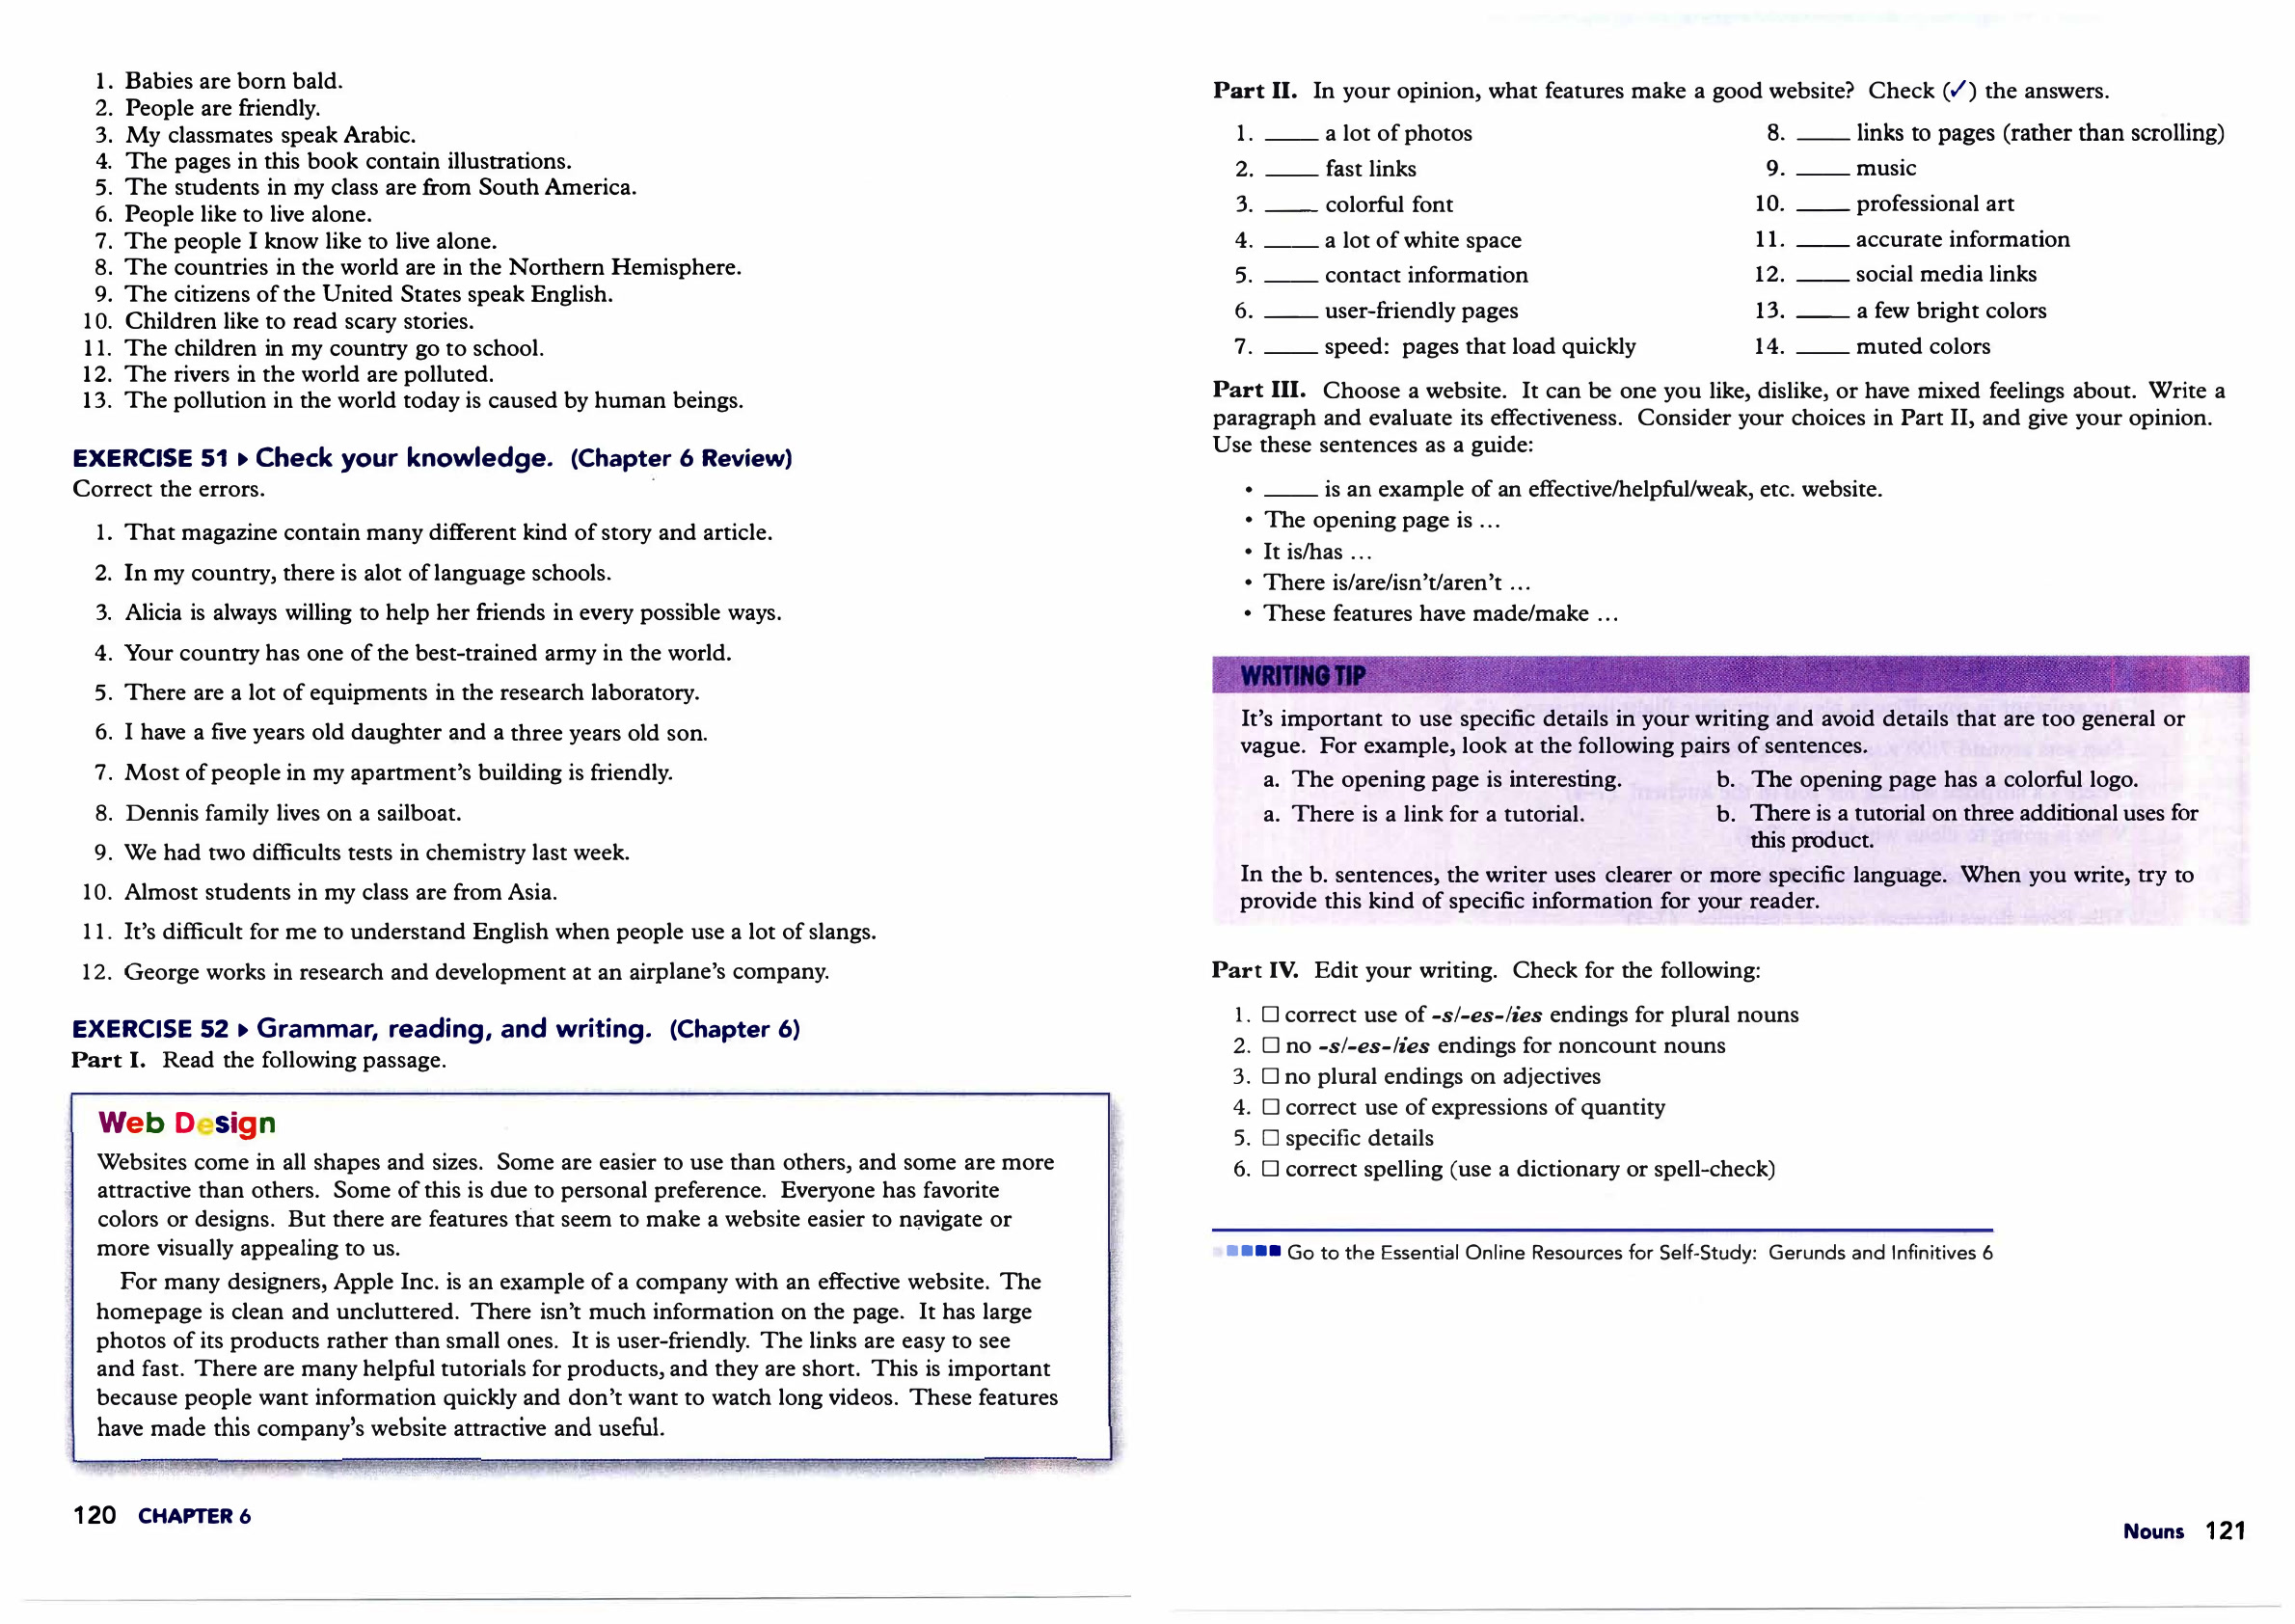 1. Babies are born bald.
2. People are friendly.
3. My classmates speak Arabic.
4. The pages in this book contain illustrations.
5. The students in my class are from South America.
6. People like to live alone.
7. The people I know like to live alone.
8. The countries in the world are in the Northern Hemisphere.
9. The citizens of the United States speak English.
10. Children like to read scary stories.
11. The children in my country go to school.
12. The rivers in the world are polluted.
13. The pollution in the world today is caused by human beings.
EXERCISE 51 ▸ Check your knowledge. (Chapter 6 Review)
Correct the errors.
1. That magazine contain many different kind of story and article.
2. In my country, there is alot of language schools.
3. Alicia is always willing to help her friends in every possible ways.
4. Your country has one of the best-trained army in the world.
5. There are a lot of equipments in the research laboratory.
6. I have a five years old daughter and a three years old son.
7. Most of people in my apartment's building is friendly.
8. Dennis family lives on a sailboat.
9. We had two difficults tests in chemistry last week.
10. Almost students in my class are from Asia.
11. It's difficult for me to understand English when people use a lot of slangs.
12. George works in research and development at an airplane's company.
EXERCISE 52 ▸ Grammar, reading, and writing. (Chapter 6)
Part I. Read the following passage.
Web Design
Websites come in all shapes and sizes. Some are easier to use than others, and some are more
attractive than others. Some of this is due to personal preference. Everyone has favorite
colors or designs. But there are features that seem to make a website easier to navigate or
more visually appealing to us.
For many designers, Apple Inc. is an example of a company with an effective website. The
homepage is clean and uncluttered. There isn't much information on the page. It has large
photos of its products rather than small ones. It is user-friendly. The links are easy to see
and fast. There are many helpful tutorials for products, and they are short. This is important
because people want information quickly and don't want to watch long videos. These features
have made this company's website attractive and useful.
120 CHAPTER 6
Part II. In your opinion, what features make a good website? Check (✓) the answers.
1. ____ a lot of photos
2. ____ fast links
3. ____ colorful font
4. ____ a lot of white space
5. ____ contact information
6. ____ user-friendly pages
7. ____ speed: pages that load quickly
8. ____ links to pages (rather than scrolling)
9. ____ music
10. ____ professional art
11. ____ accurate information
12. ____ social media links
13. ____ a few bright colors
14. ____ muted colors
Part III. Choose a website. It can be one you like, dislike, or have mixed feelings about. Write a
paragraph and evaluate its effectiveness. Consider your choices in Part II, and give your opinion.
Use these sentences as a guide:
• ____ is an example of an effective/helpful/weak, etc. website.
• The opening page is ...
• It is/has ...
• There is/are/isn't/aren't ...
• These features have made/make ...
WRITING TIP
It's important to use specific details in your writing and avoid details that are too general or
vague. For example, look at the following pairs of sentences.
a. The opening page is interesting. b. The opening page has a colorful logo.
a. There is a link for a tutorial. b. There is a tutorial on three additional uses for
this product.
In the b. sentences, the writer uses clearer or more specific language. When you write, try to
provide this kind of specific information for your reader.
Part IV. Edit your writing. Check for the following:
1. □ correct use of -s/-es-/ies endings for plural nouns
2. □ no -s/-es-/ies endings for noncount nouns
3. □ no plural endings on adjectives
4. □ correct use of expressions of quantity
5. □ specific details
6. □ correct spelling (use a dictionary or spell-check)
Go to the Essential Online Resources for Self-Study: Gerunds and Infinitives 6
Nouns 121